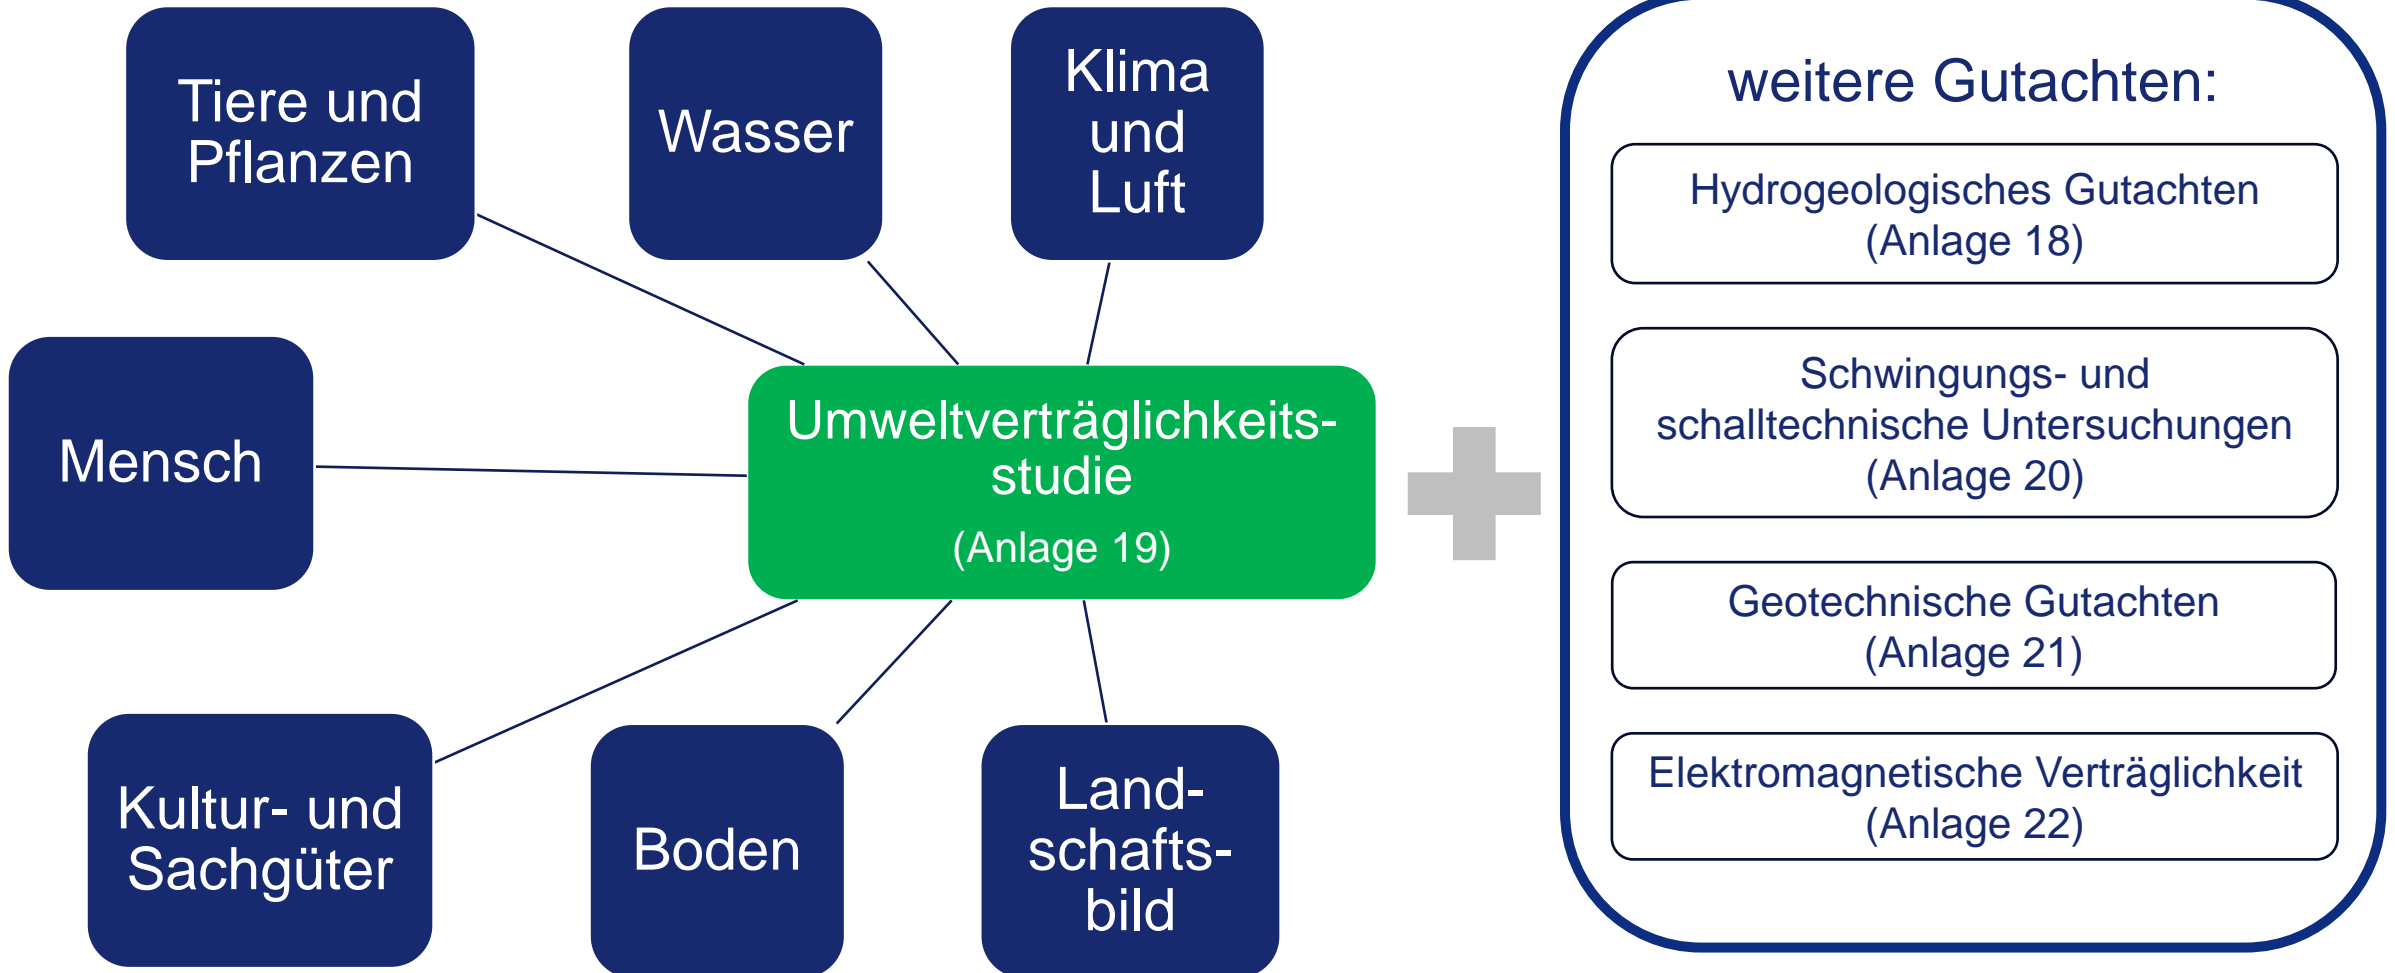 Tiere und
Pflanzen
Wasser
Klima
und
Luft
Mensch
Umweltverträglichkeits-
studie
(Anlage 19)
Kultur- und
Sachgüter
Boden
Land-
schafts-
bild
weitere Gutachten:
Hydrogeologisches Gutachten
(Anlage 18)
Schwingungs- und
schalltechnische Untersuchungen
(Anlage 20)
Geotechnische Gutachten
(Anlage 21)
Elektromagnetische Verträglichkeit
(Anlage 22)